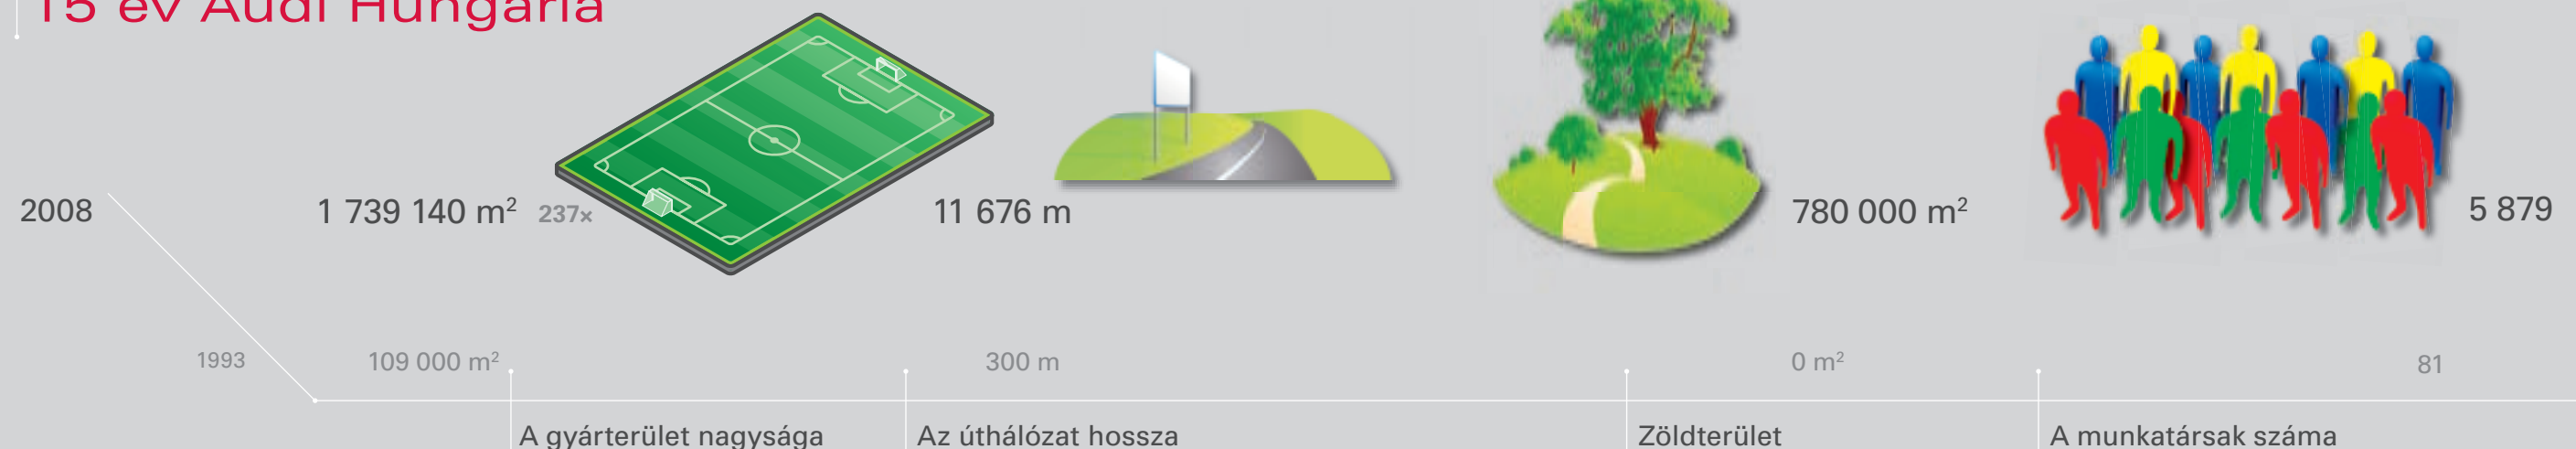 15 év Audi Hungaria
2008
1 739 140 m²
237×
11 676 m
780 000 m²
5 879
1993
109 000 m²
300 m
0 m²
81
A gyárterület nagysága
Az úthálózat hossza
Zöldterület
A munkatársak száma